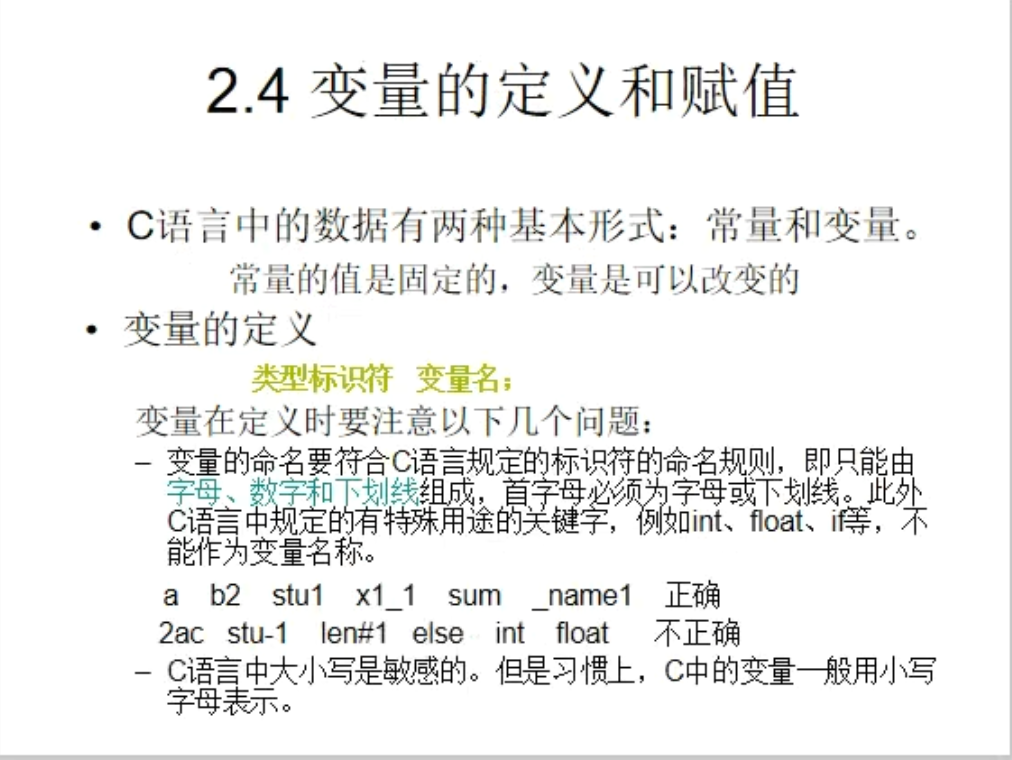 2.4 变量的定义和赋值
• C语言中的数据有两种基本形式：常量和变量。
常量的值是固定的，变量是可以改变的
• 变量的定义
类型标识符 变量名；
变量在定义时要注意以下几个问题：
– 变量的命名要符合C语言规定的标识符的命名规则，即只能由
字母、数字和下划线组成，首字母必须为字母或下划线。此外
C语言中规定的有特殊用途的关键字，例如int、float、if等，不
能作为变量名称。
a b2 stu1 x1_1 sum _name1 正确
2ac stu-1 len#1 else int float 不正确
– C语言中大小写是敏感的。但是习惯上，C中的变量一般用小写
字母表示。